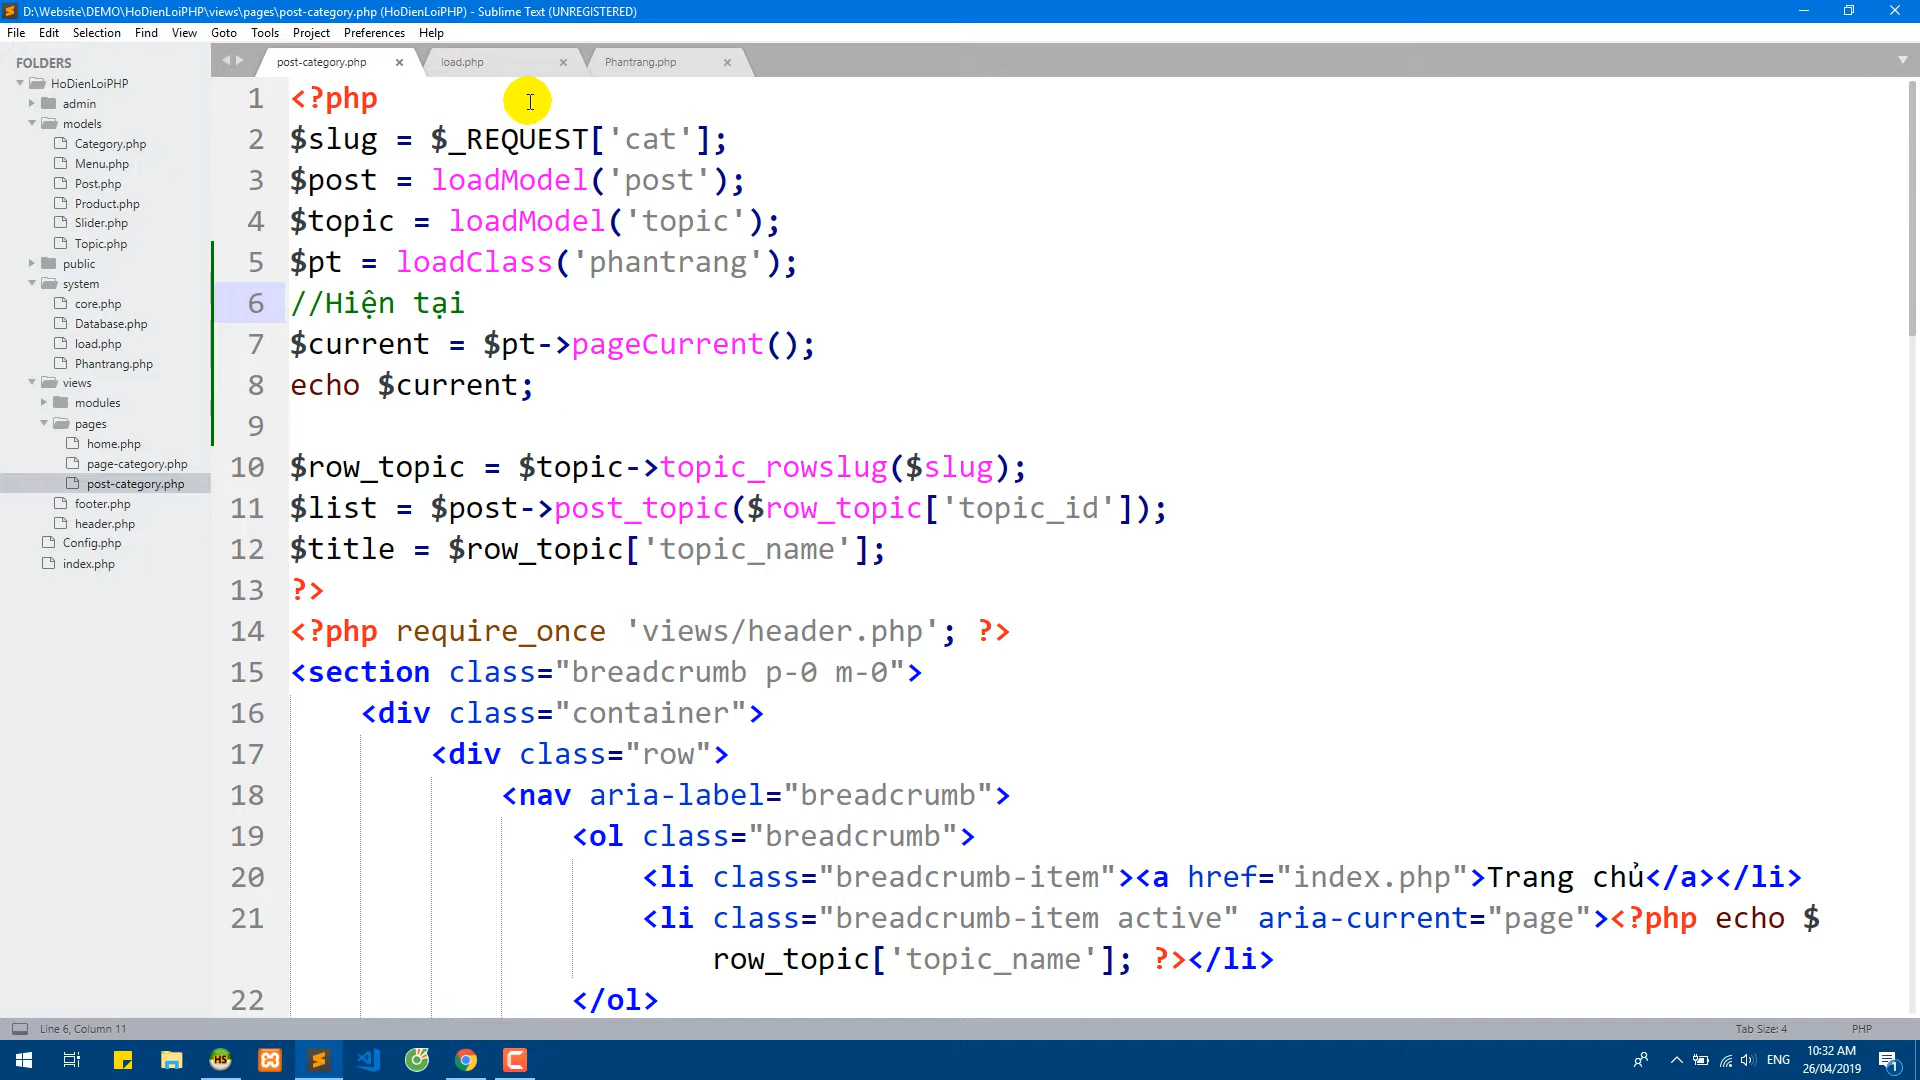 D:\Website\DEMO\HoDienLoiPHP\views\pages\post-category.php (HoDienLoiPHP) - Sublime Text (UNREGISTERED)
File Edit Selection Find View Goto Tools Project Preferences Help
FOLDERS
HoDienLoiPHP
admin
models
Category.php
Menu.php
Post.php
Product.php
Slider.php
Topic.php
public
system
core.php
Database.php
load.php
Phantrang.php
views
modules
pages
home.php
page-category.php
post-category.php
footer.php
header.php
Config.php
index.php
post-category.php load.php Phantrang.php
1 <?php
2 $slug = $_REQUEST['cat'];
3 $post = loadModel('post');
4 $topic = loadModel('topic');
5 $pt = loadClass('phantrang');
6 //Hiện tại
7 $current = $pt->pageCurrent();
8 echo $current;
9
10 $row_topic = $topic->topic_rowslug($slug);
11 $list = $post->post_topic($row_topic['topic_id']);
12 $title = $row_topic['topic_name'];
13 ?>
14 <?php require_once 'views/header.php'; ?>
15 <section class="breadcrumb p-0 m-0">
16 <div class="container">
17 <div class="row">
18 <nav aria-label="breadcrumb">
19 <ol class="breadcrumb">
20 <li class="breadcrumb-item"><a href="index.php">Trang chủ</a></li>
21 <li class="breadcrumb-item active" aria-current="page"><?php echo $
row_topic['topic_name']; ?></li>
22 </ol>
Line 6, Column 11
Tab Size: 4 PHP
HS
ENG
10:32 AM
26/04/2019
1